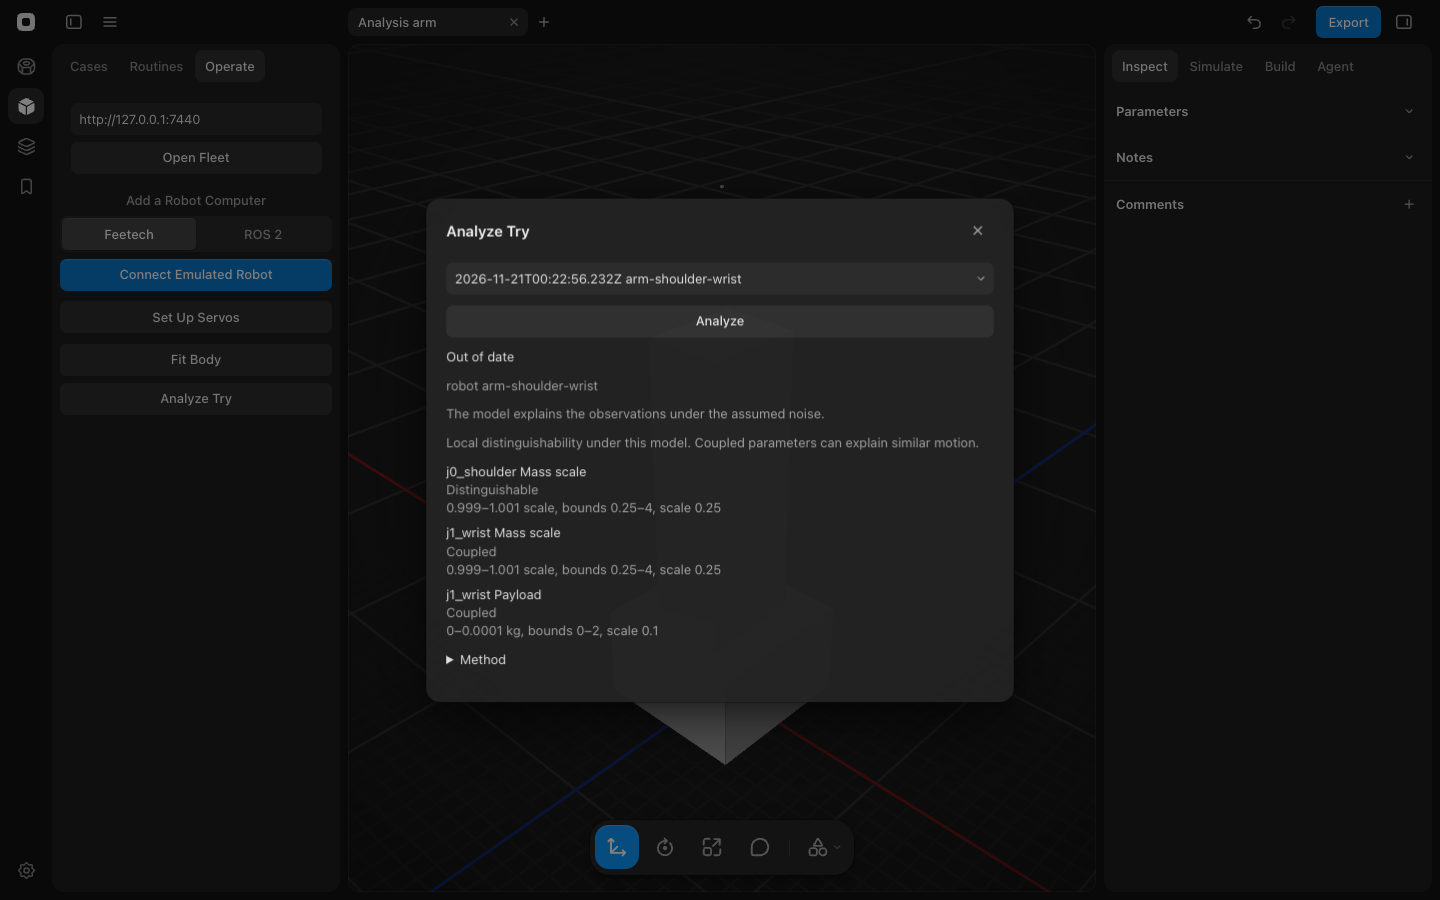 Analysis arm
Export
Cases Routines Operate
http://127.0.0.1:7440
Open Fleet
Add a Robot Computer
Feetech ROS 2
Connect Emulated Robot
Set Up Servos
Fit Body
Analyze Try
Analyze Try
2026-11-21T00:22:56.232Z arm-shoulder-wrist
Analyze
Out of date
robot arm-shoulder-wrist
The model explains the observations under the assumed noise.
Local distinguishability under this model. Coupled parameters can explain similar motion.
j0_shoulder Mass scale
Distinguishable
0.999–1.001 scale, bounds 0.25–4, scale 0.25
j1_wrist Mass scale
Coupled
0.999–1.001 scale, bounds 0.25–4, scale 0.25
j1_wrist Payload
Coupled
0–0.0001 kg, bounds 0–2, scale 0.1
Method
Inspect Simulate Build Agent
Parameters
Notes
Comments